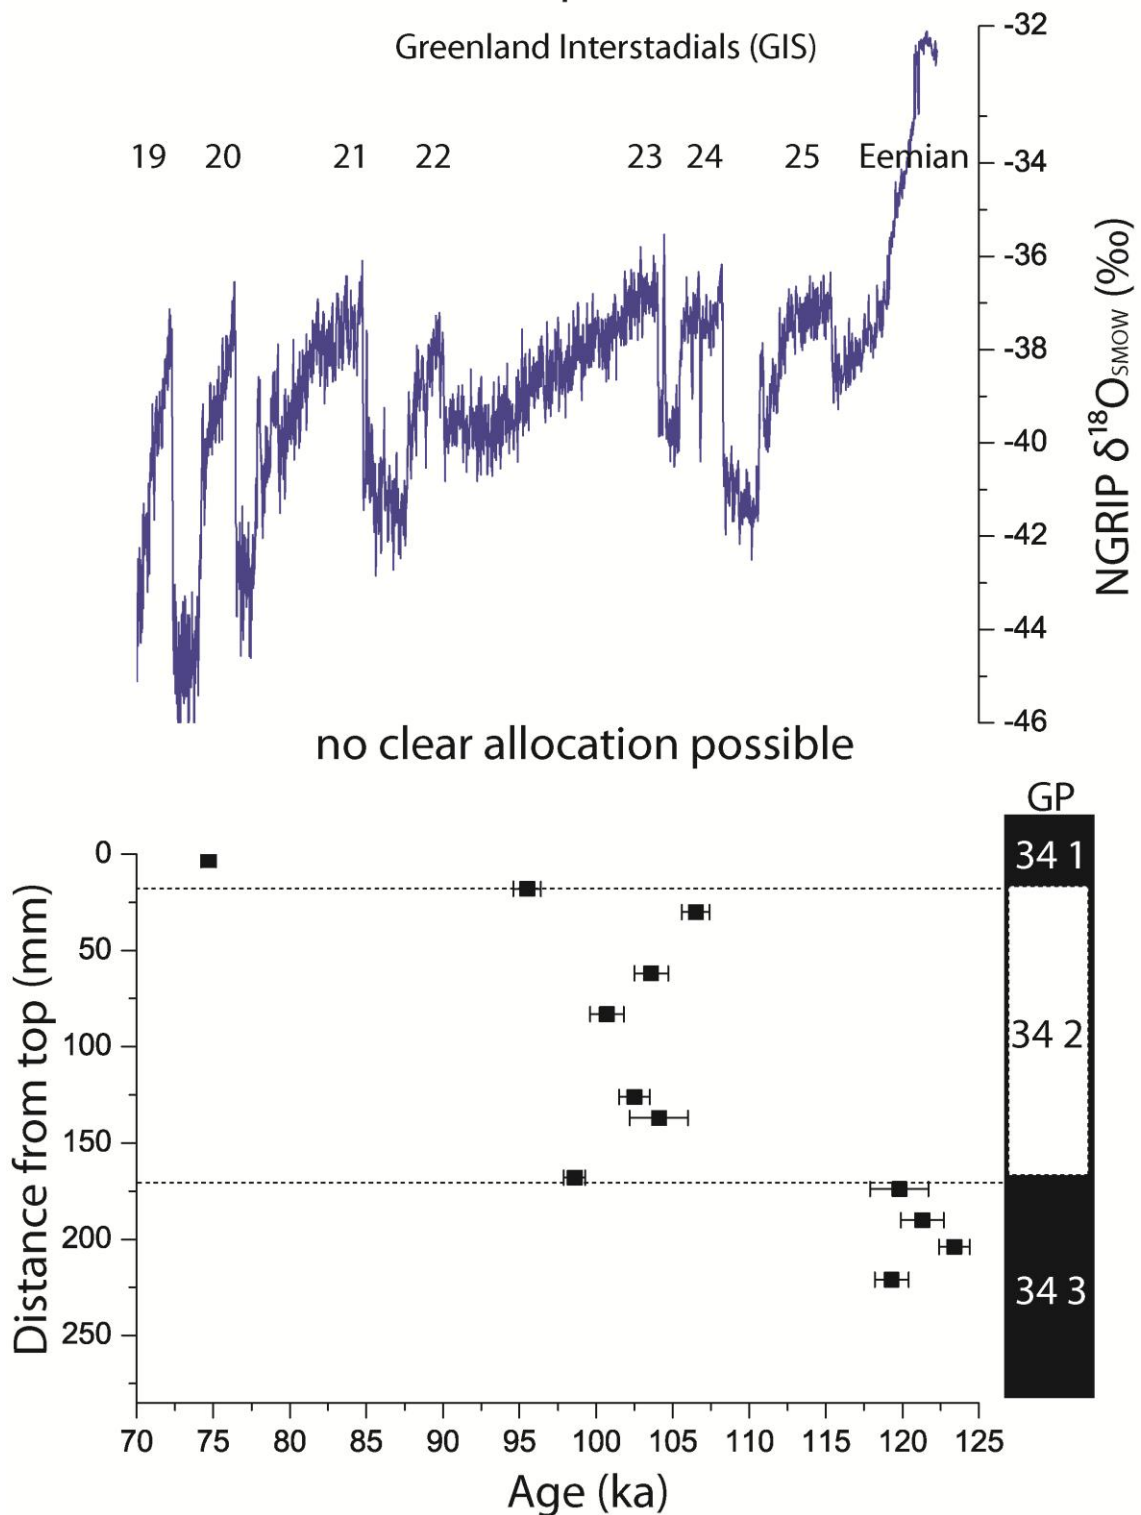 Greenland Interstadials (GIS)
19 20 21 22 23 24 25 Eemian
-32
-34
-36
-38
-40
-42
-44
-46
NGRIP δ18OSMOW (‰)
no clear allocation possible
GP
34 1
34 2
34 3
0
50
100
150
200
250
Distance from top (mm)
70 75 80 85 90 95 100 105 110 115 120 125
Age (ka)